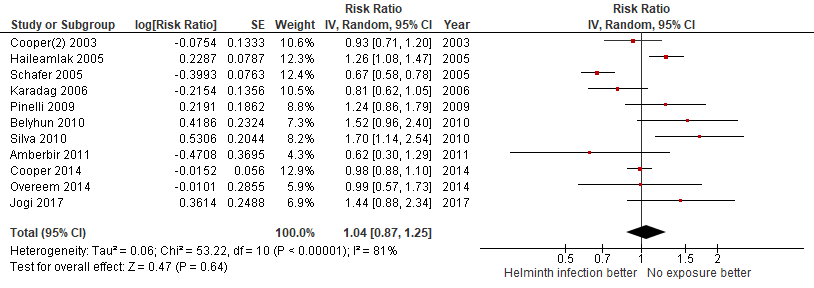 Risk Ratio Risk Ratio
Study or Subgroup log[Risk Ratio] SE Weight IV, Random, 95% CI Year IV, Random, 95% CI
Cooper(2) 2003 -0.0754 0.1333 10.6% 0.93 [0.71, 1.20] 2003
Haileamlak 2005 0.2287 0.0787 12.3% 1.26 [1.08, 1.47] 2005
Schafer 2005 -0.3993 0.0763 12.4% 0.67 [0.58, 0.78] 2005
Karadag 2006 -0.2154 0.1356 10.6% 0.81 [0.62, 1.05] 2006
Pinelli 2009 0.2191 0.1862 8.8% 1.24 [0.86, 1.79] 2009
Belyhun 2010 0.4186 0.2324 7.3% 1.52 [0.96, 2.40] 2010
Silva 2010 0.5306 0.2044 8.2% 1.70 [1.14, 2.54] 2010
Amberbir 2011 -0.4708 0.3695 4.3% 0.62 [0.30, 1.29] 2011
Cooper 2014 -0.0152 0.056 12.8% 0.98 [0.88, 1.10] 2014
Overeem 2014 -0.0101 0.2855 5.9% 0.99 [0.57, 1.73] 2014
Jogi 2017 0.3614 0.2488 6.9% 1.44 [0.88, 2.34] 2017
Total (95% CI) 100.0% 1.04 [0.87, 1.25]
Heterogeneity: Tau² = 0.06; Chi² = 53.22, df = 10 (P < 0.00001); I² = 81%
Test for overall effect: Z = 0.47 (P = 0.64)
0.5 0.7 1 1.5 2
Helminth infection better No exposure better